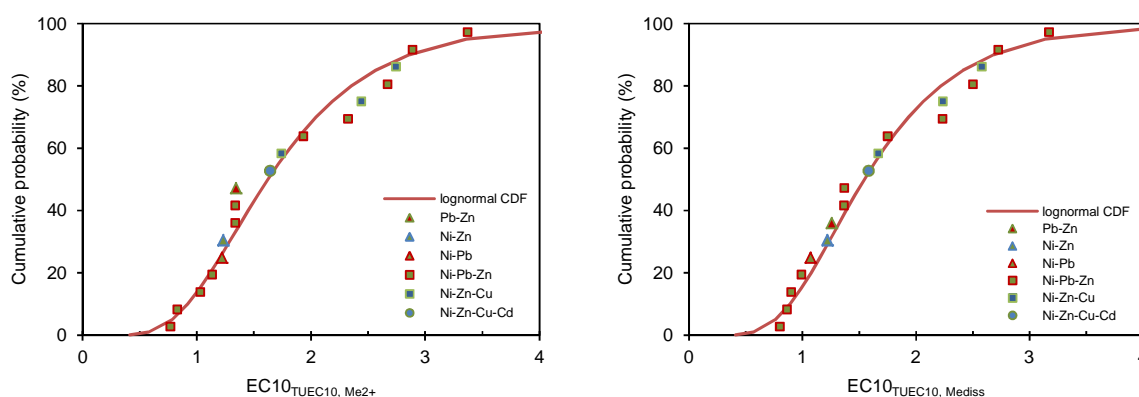 100
80
60
40
20
0
Cumulative probability (%)
lognormal CDF
Pb-Zn
Ni-Zn
Ni-Pb
Ni-Pb-Zn
Ni-Zn-Cu
Ni-Zn-Cu-Cd
0 1 2 3 4
EC10TUEC10, Me2+
100
80
60
40
20
0
Cumulative probability (%)
lognormal CDF
Pb-Zn
Ni-Zn
Ni-Pb
Ni-Pb-Zn
Ni-Zn-Cu
Ni-Zn-Cu-Cd
0 1 2 3 4
EC10TUEC10, Mediss